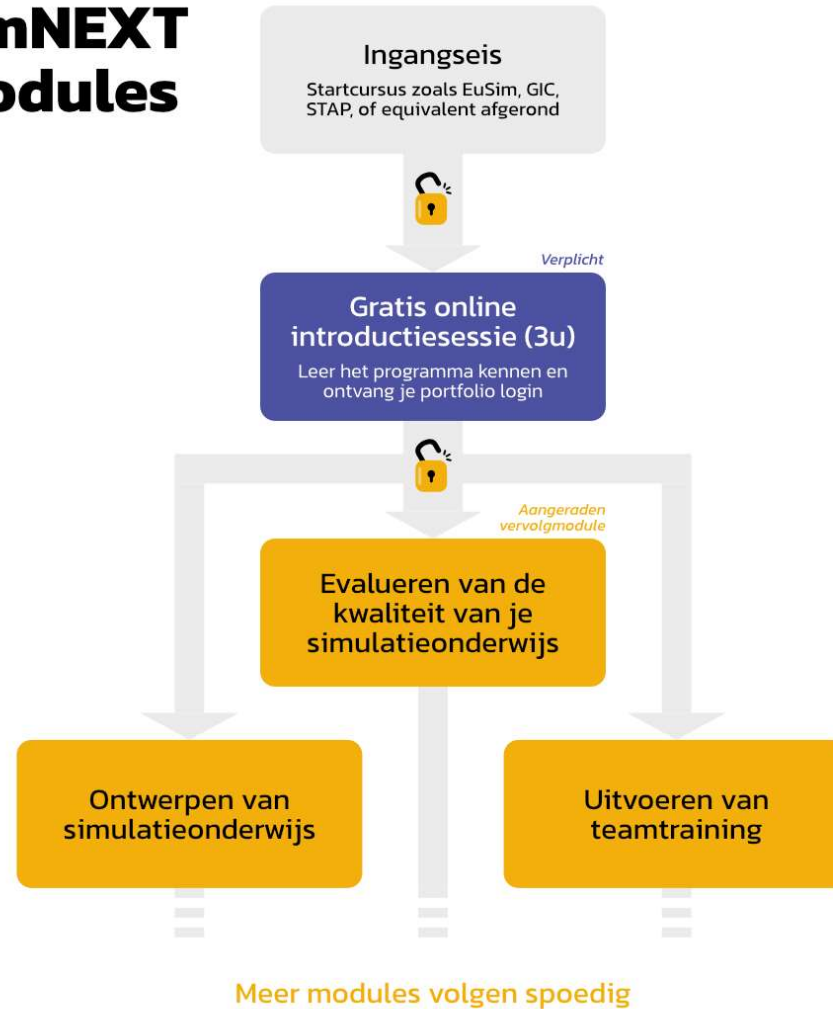 mNEXT
odules
Ingangseis
Startcursus zoals EuSim, GIC,
STAP, of equivalent afgerond
Verplicht
Gratis online
introductiesessie (3u)
Leer het programma kennen en
ontvang je portfolio login
Aangeraden
vervolgmodule
Evalueren van de
kwaliteit van je
simulatieonderwijs
Ontwerpen van
simulatieonderwijs
Uitvoeren van
teamtraining
Meer modules volgen spoedig